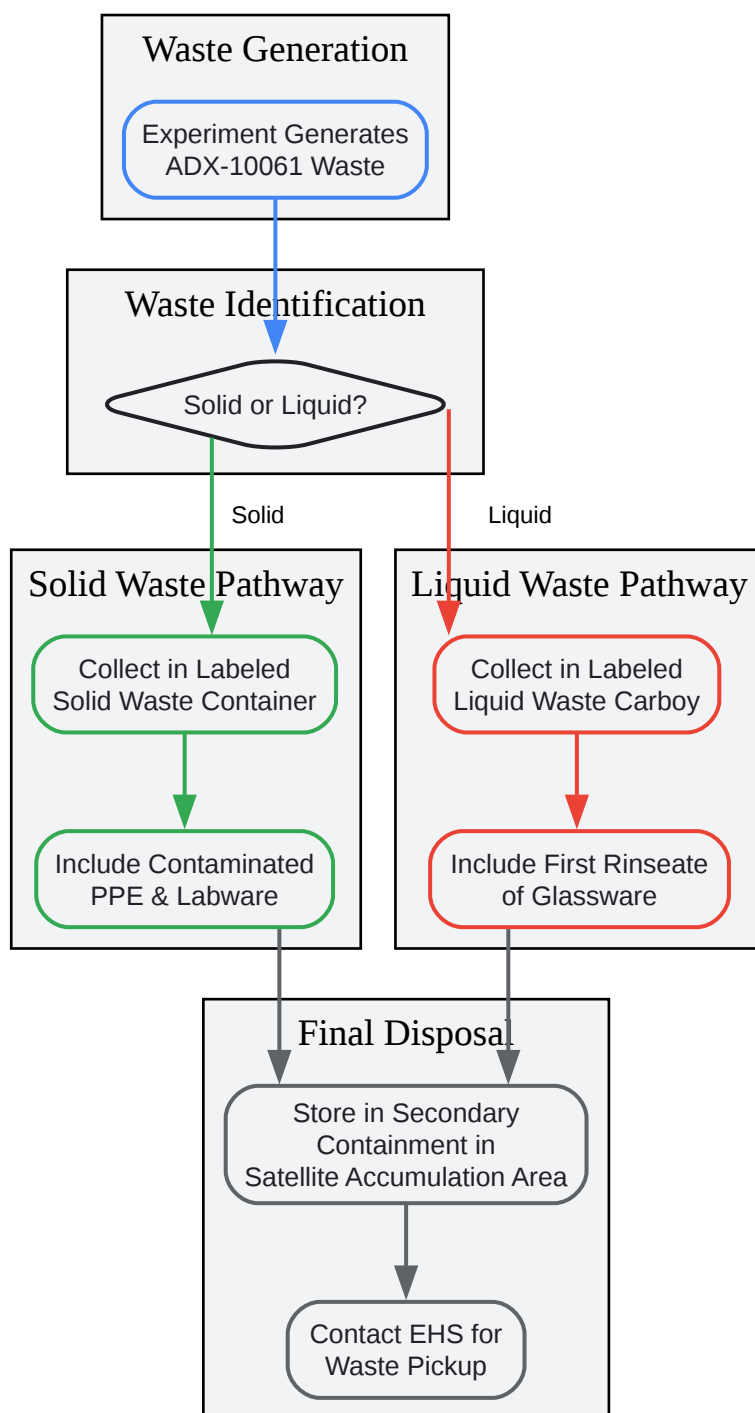 Waste Generation
Experiment Generates
ADX-10061 Waste
Waste Identification
Solid or Liquid?
Solid
Liquid
Solid Waste Pathway
Collect in Labeled
Solid Waste Container
Include Contaminated
PPE & Labware
Liquid Waste Pathway
Collect in Labeled
Liquid Waste Carboy
Include First Rinseate
of Glassware
Final Disposal
Store in Secondary
Containment in
Satellite Accumulation Area
Contact EHS for
Waste Pickup